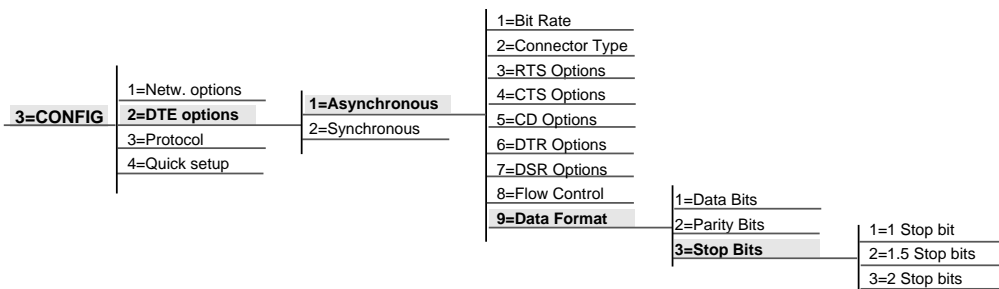 3=CONFIG
1=Netw. options
2=DTE options
3=Protocol
4=Quick setup
1=Asynchronous
2=Synchronous
1=Bit Rate
2=Connector Type
3=RTS Options
4=CTS Options
5=CD Options
6=DTR Options
7=DSR Options
8=Flow Control
9=Data Format
1=Data Bits
2=Parity Bits
3=Stop Bits
1=1 Stop bit
2=1.5 Stop bits
3=2 Stop bits